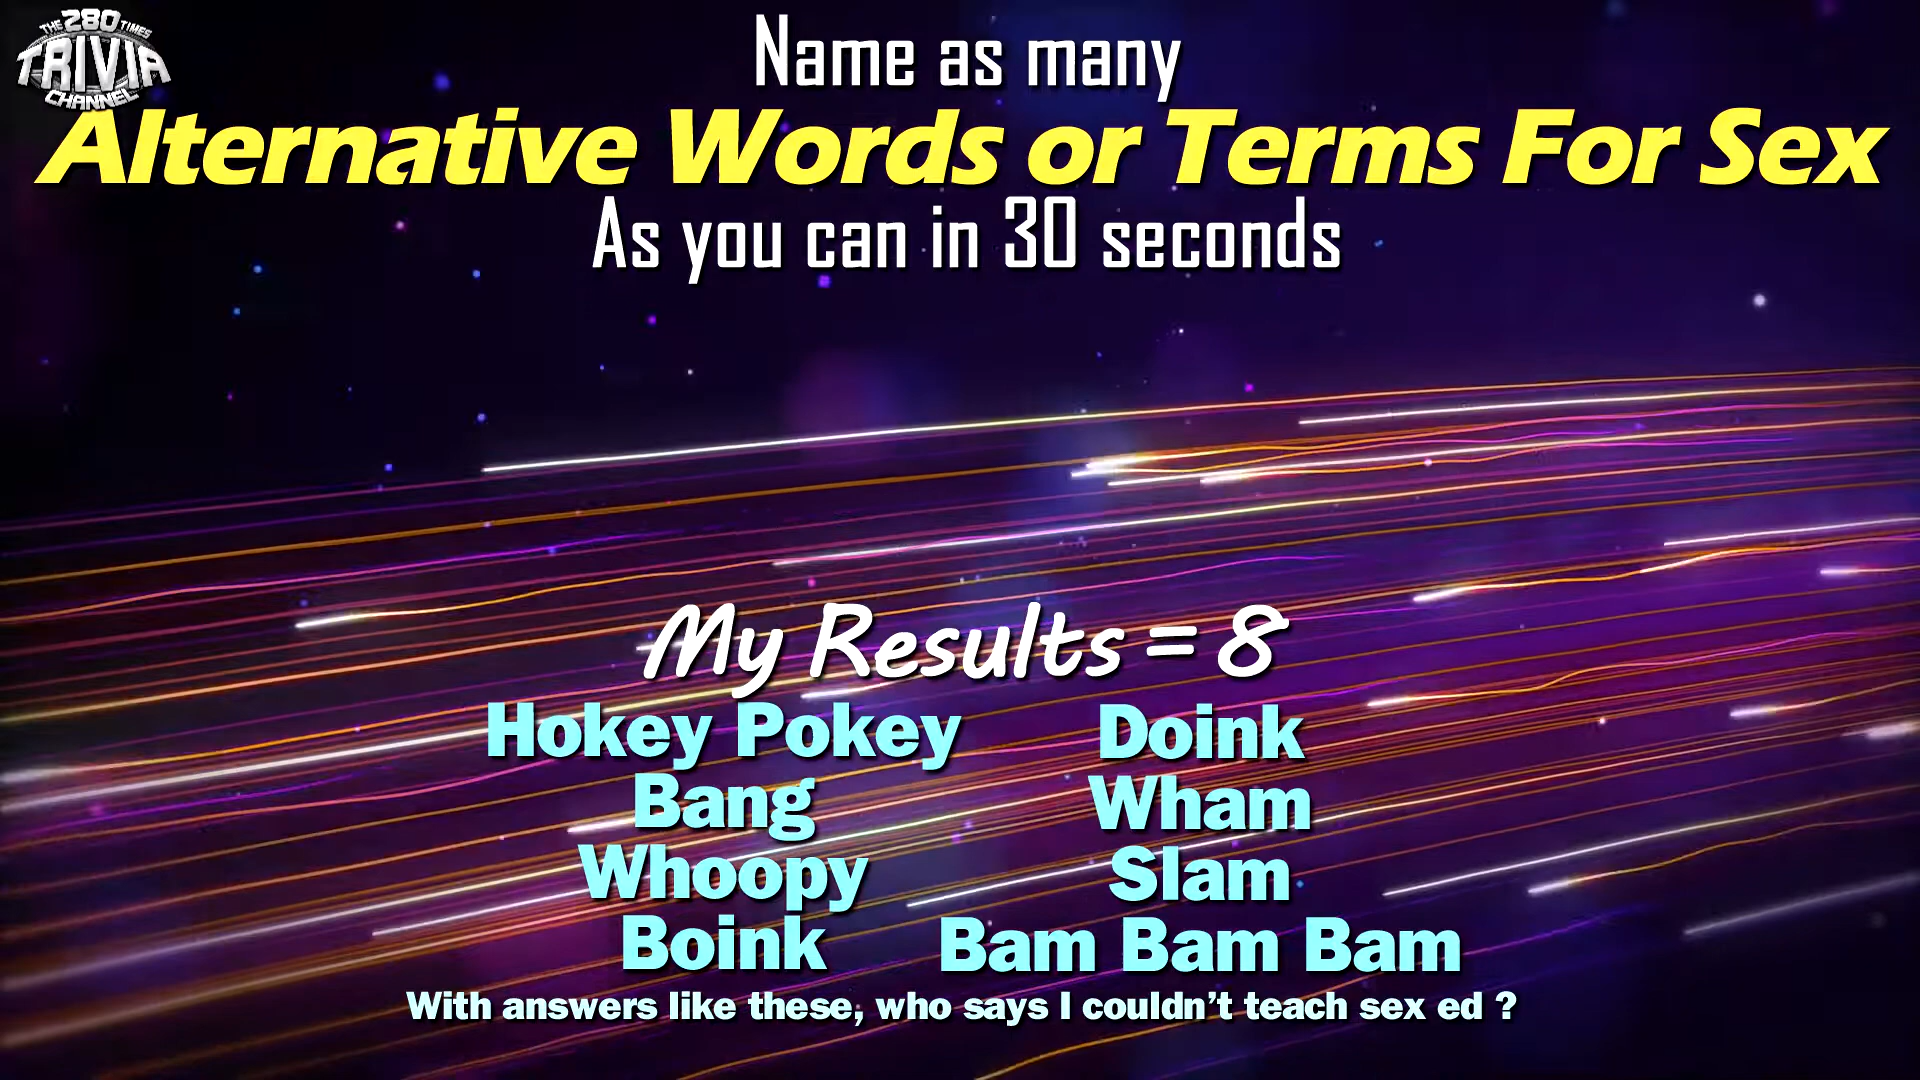 THE 280 TIMES
TRIVIA
CHANNEL
Name as many
Alternative Words or Terms For Sex
As you can in 30 seconds
My Results = 8
Hokey Pokey
Bang
Whoopy
Boink
Doink
Wham
Slam
Bam Bam Bam
With answers like these, who says I couldn’t teach sex ed ?